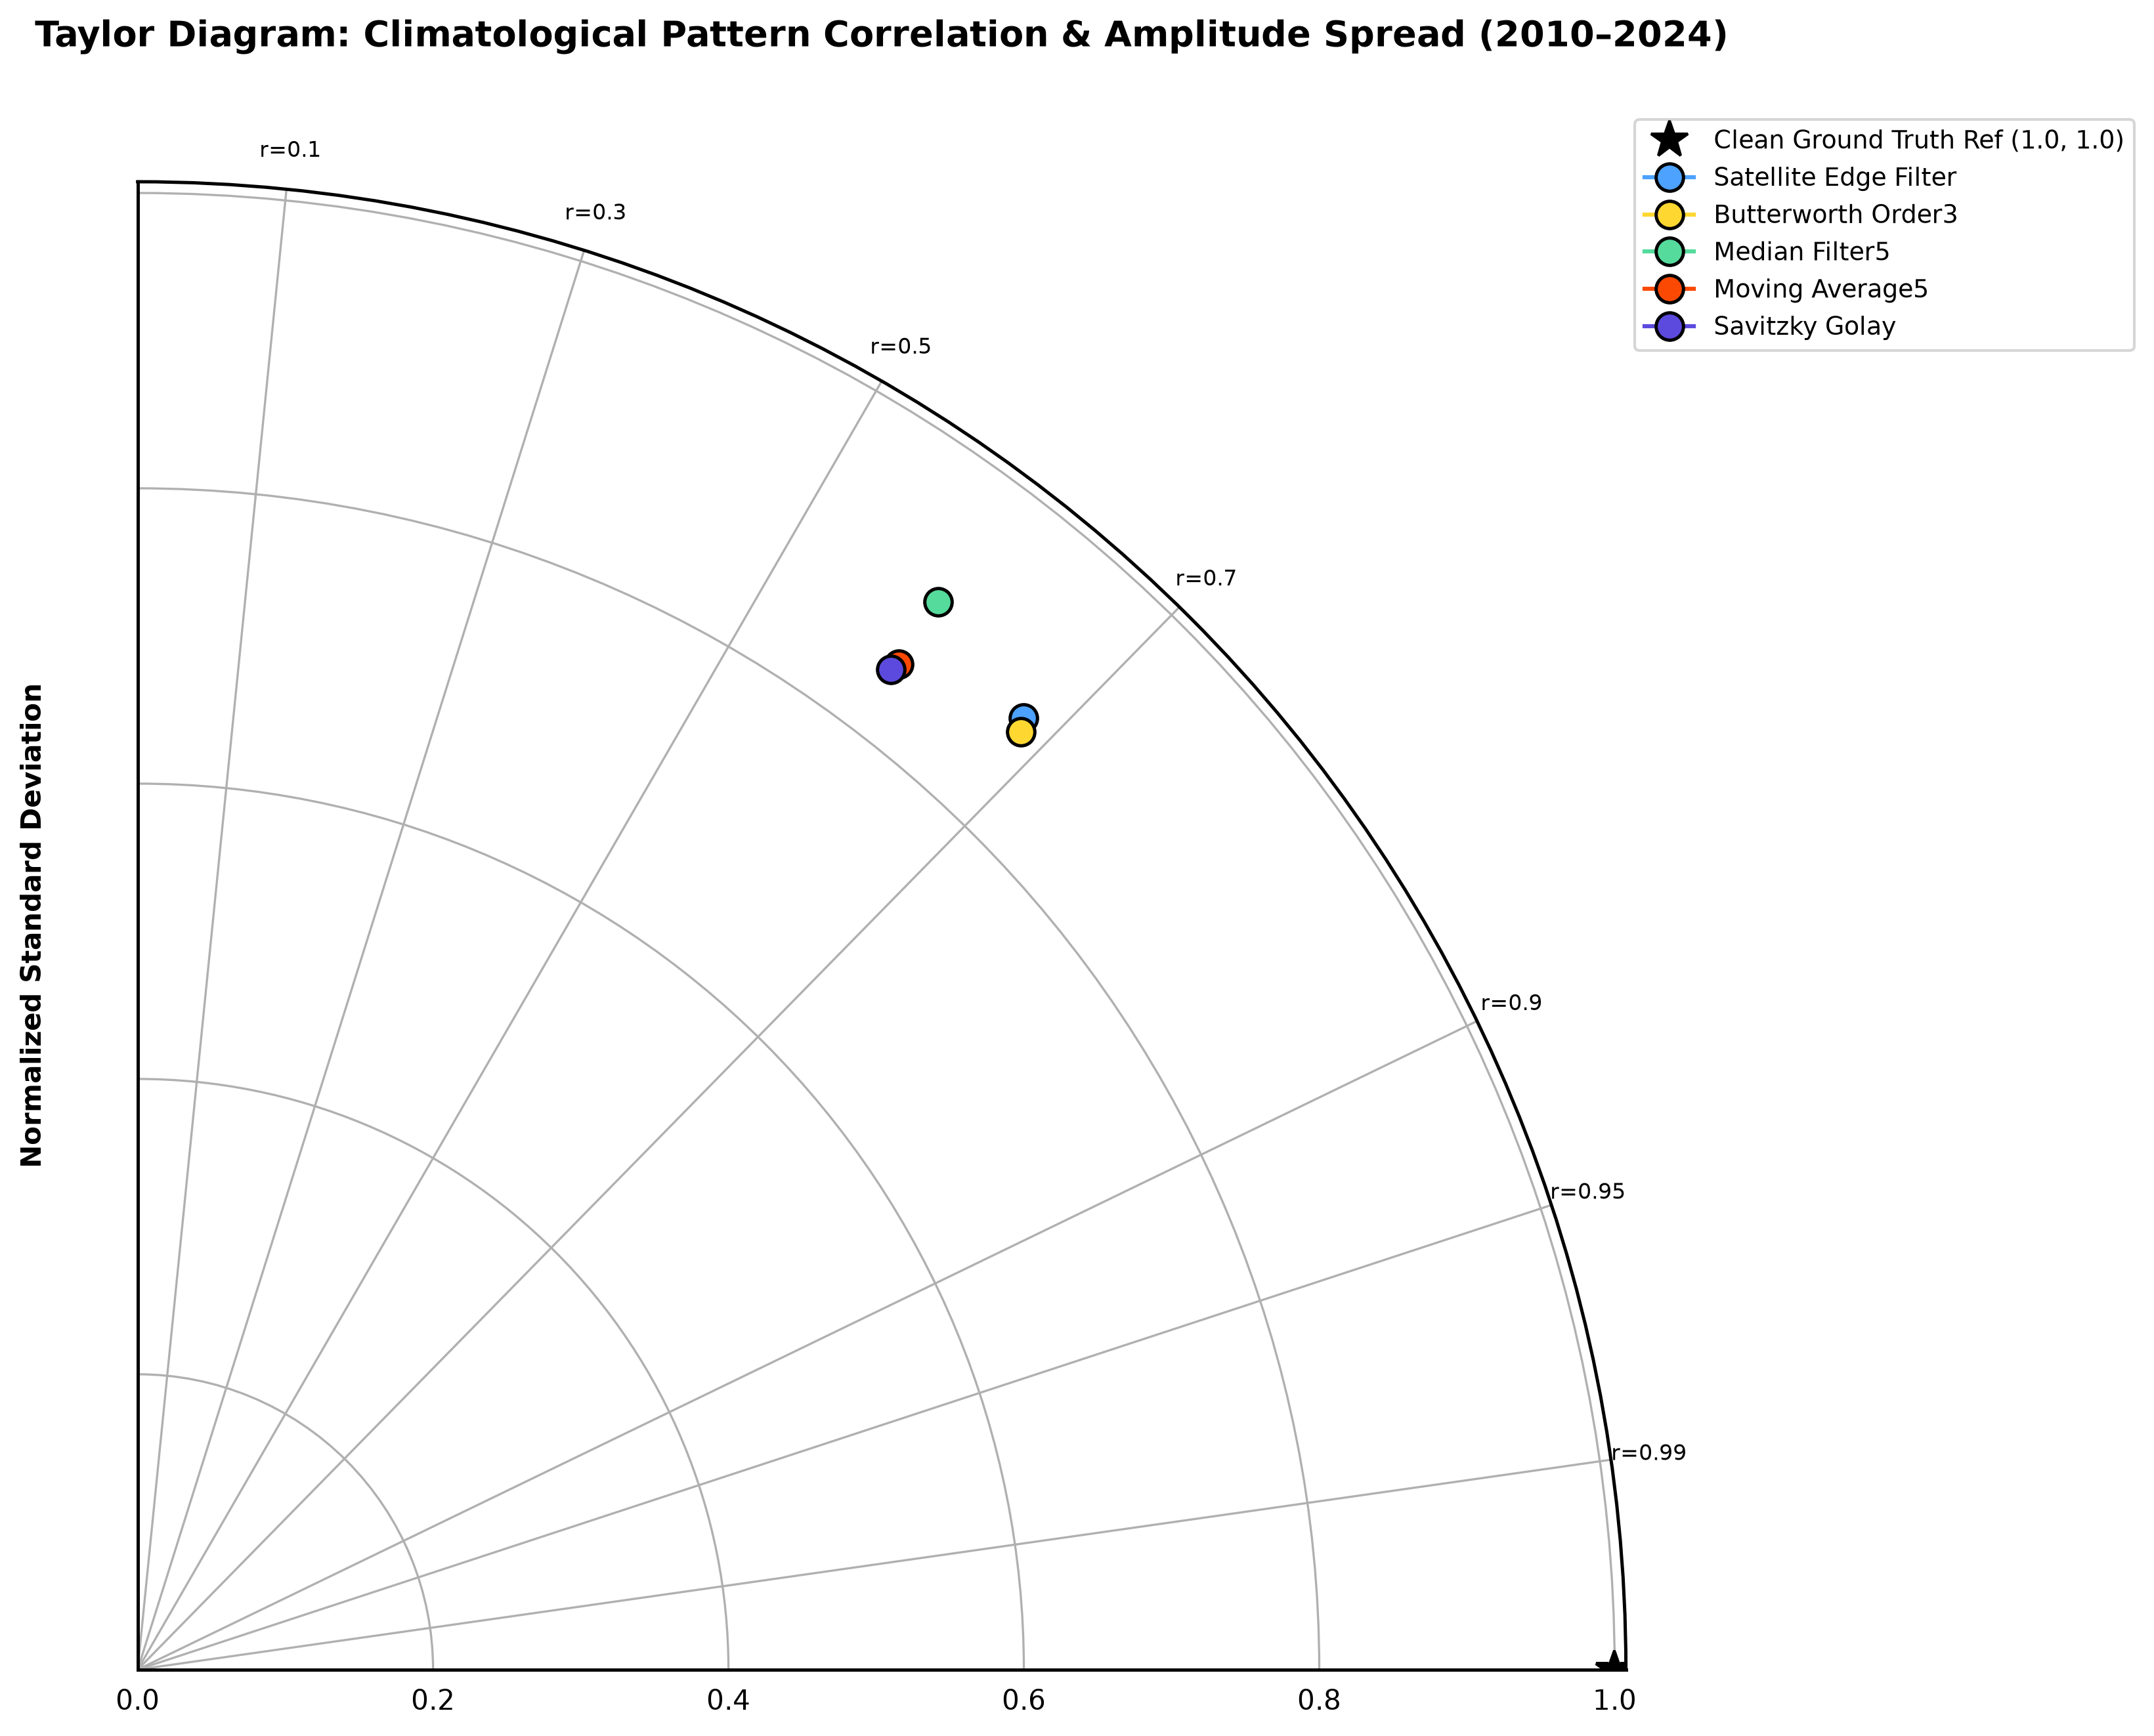 Taylor Diagram: Climatological Pattern Correlation & Amplitude Spread (2010–2024)
Clean Ground Truth Ref (1.0, 1.0)
Satellite Edge Filter
Butterworth Order3
Median Filter5
Moving Average5
Savitzky Golay
r=0.1
r=0.3
r=0.5
r=0.7
r=0.9
r=0.95
r=0.99
Normalized Standard Deviation
0.0 0.2 0.4 0.6 0.8 1.0